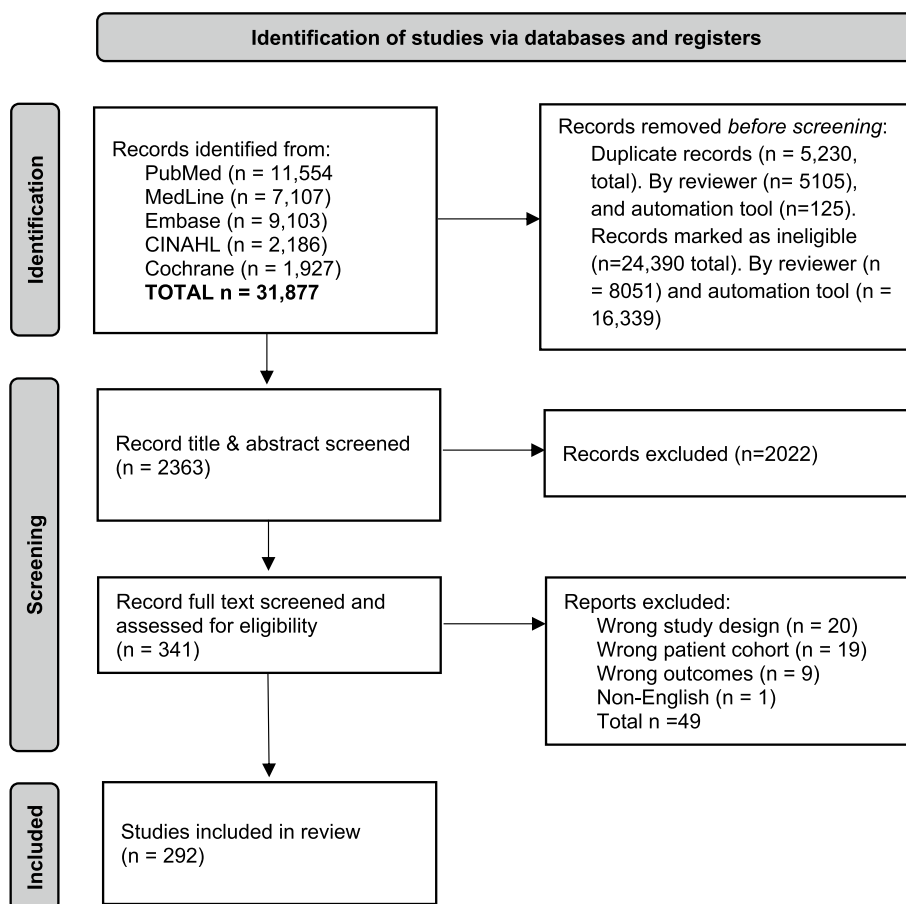 Identification of studies via databases and registers
Identification
Records identified from:
PubMed (n = 11,554
MedLine (n = 7,107)
Embase (n = 9,103)
CINAHL (n = 2,186)
Cochrane (n = 1,927)
TOTAL n = 31,877
Records removed before screening:
Duplicate records (n = 5,230,
total). By reviewer (n= 5105),
and automation tool (n=125).
Records marked as ineligible
(n=24,390 total). By reviewer (n
= 8051) and automation tool (n =
16,339)
Screening
Record title & abstract screened
(n = 2363)
Records excluded (n=2022)
Record full text screened and
assessed for eligibility
(n = 341)
Reports excluded:
Wrong study design (n = 20)
Wrong patient cohort (n = 19)
Wrong outcomes (n = 9)
Non-English (n = 1)
Total n =49
Included
Studies included in review
(n = 292)